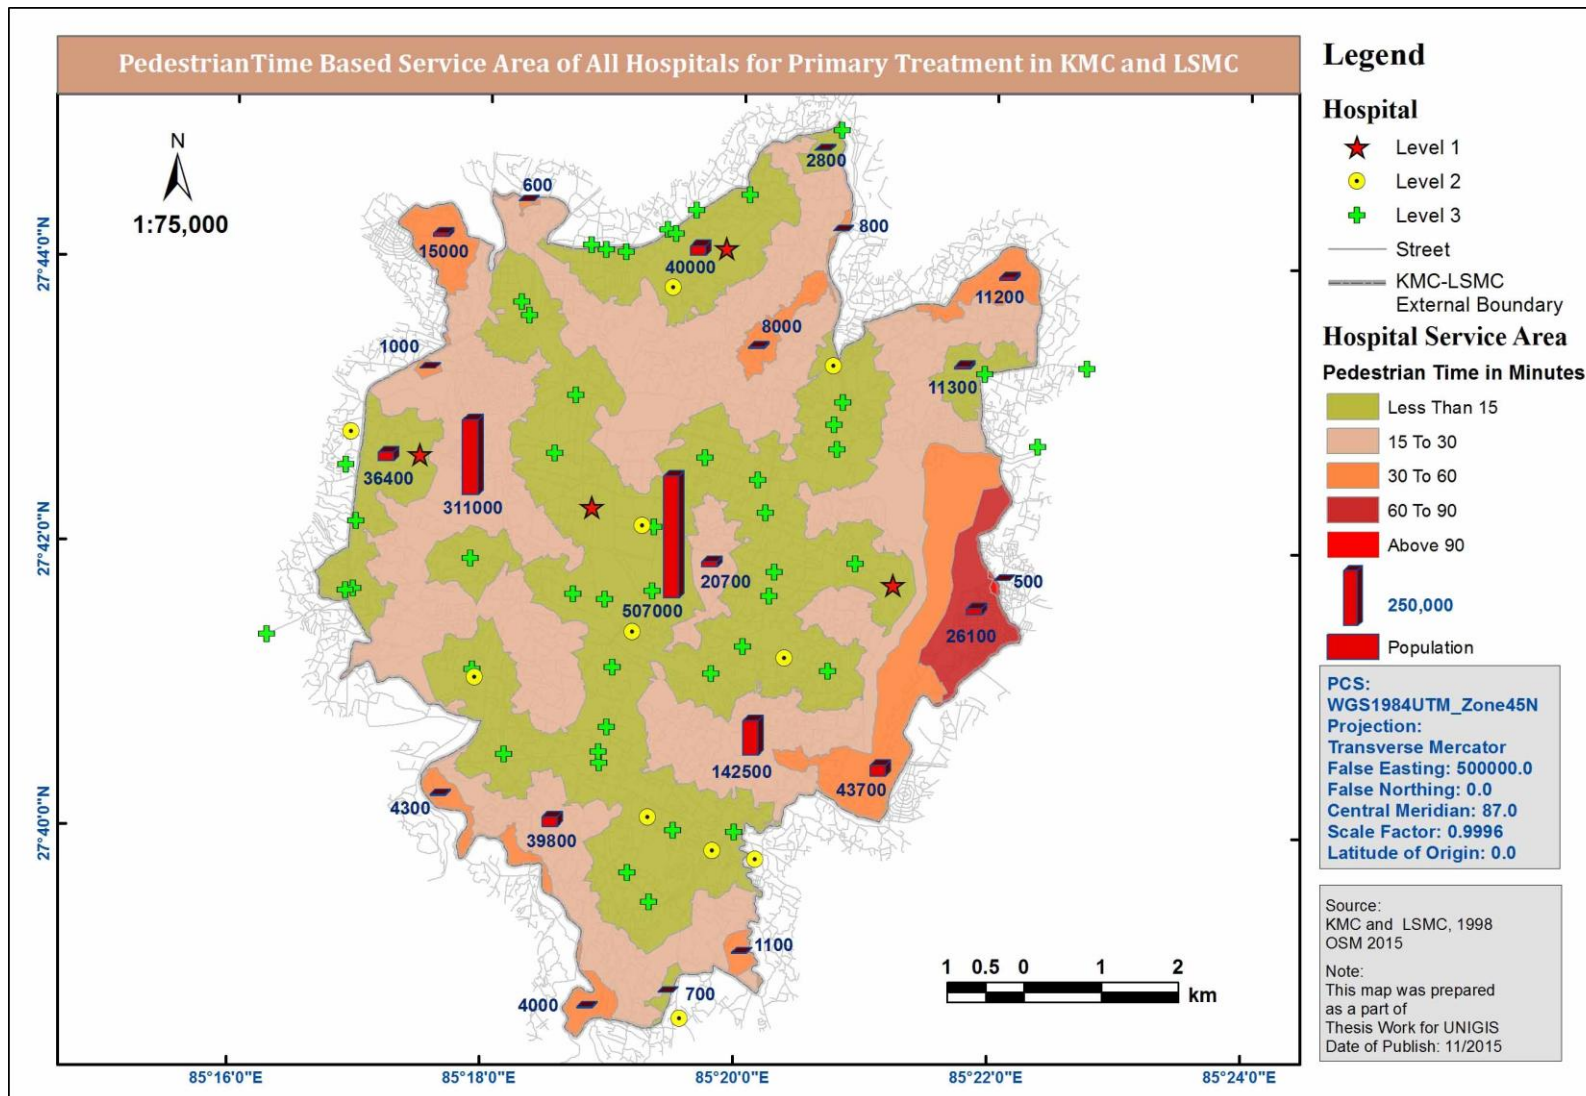 PedestrianTime Based Service Area of All Hospitals for Primary Treatment in KMC and LSMC
N
1:75,000
2800
600
800
15000
40000
11200
8000
1000
11300
36400
311000
20700
507000
500
26100
142500
43700
4300
39800
1100
4000
700
27°44'0"N
27°42'0"N
27°40'0"N
85°16'0"E
85°18'0"E
85°20'0"E
85°22'0"E
85°24'0"E
1 0.5 0 1 2
km
Legend
Hospital
Level 1
Level 2
Level 3
Street
KMC-LSMC
External Boundary
Hospital Service Area
Pedestrian Time in Minutes
Less Than 15
15 To 30
30 To 60
60 To 90
Above 90
250,000
Population
PCS:
WGS1984UTM_Zone45N
Projection:
Transverse Mercator
False Easting: 500000.0
False Northing: 0.0
Central Meridian: 87.0
Scale Factor: 0.9996
Latitude of Origin: 0.0
Source:
KMC and LSMC, 1998
OSM 2015
Note:
This map was prepared
as a part of
Thesis Work for UNIGIS
Date of Publish: 11/2015